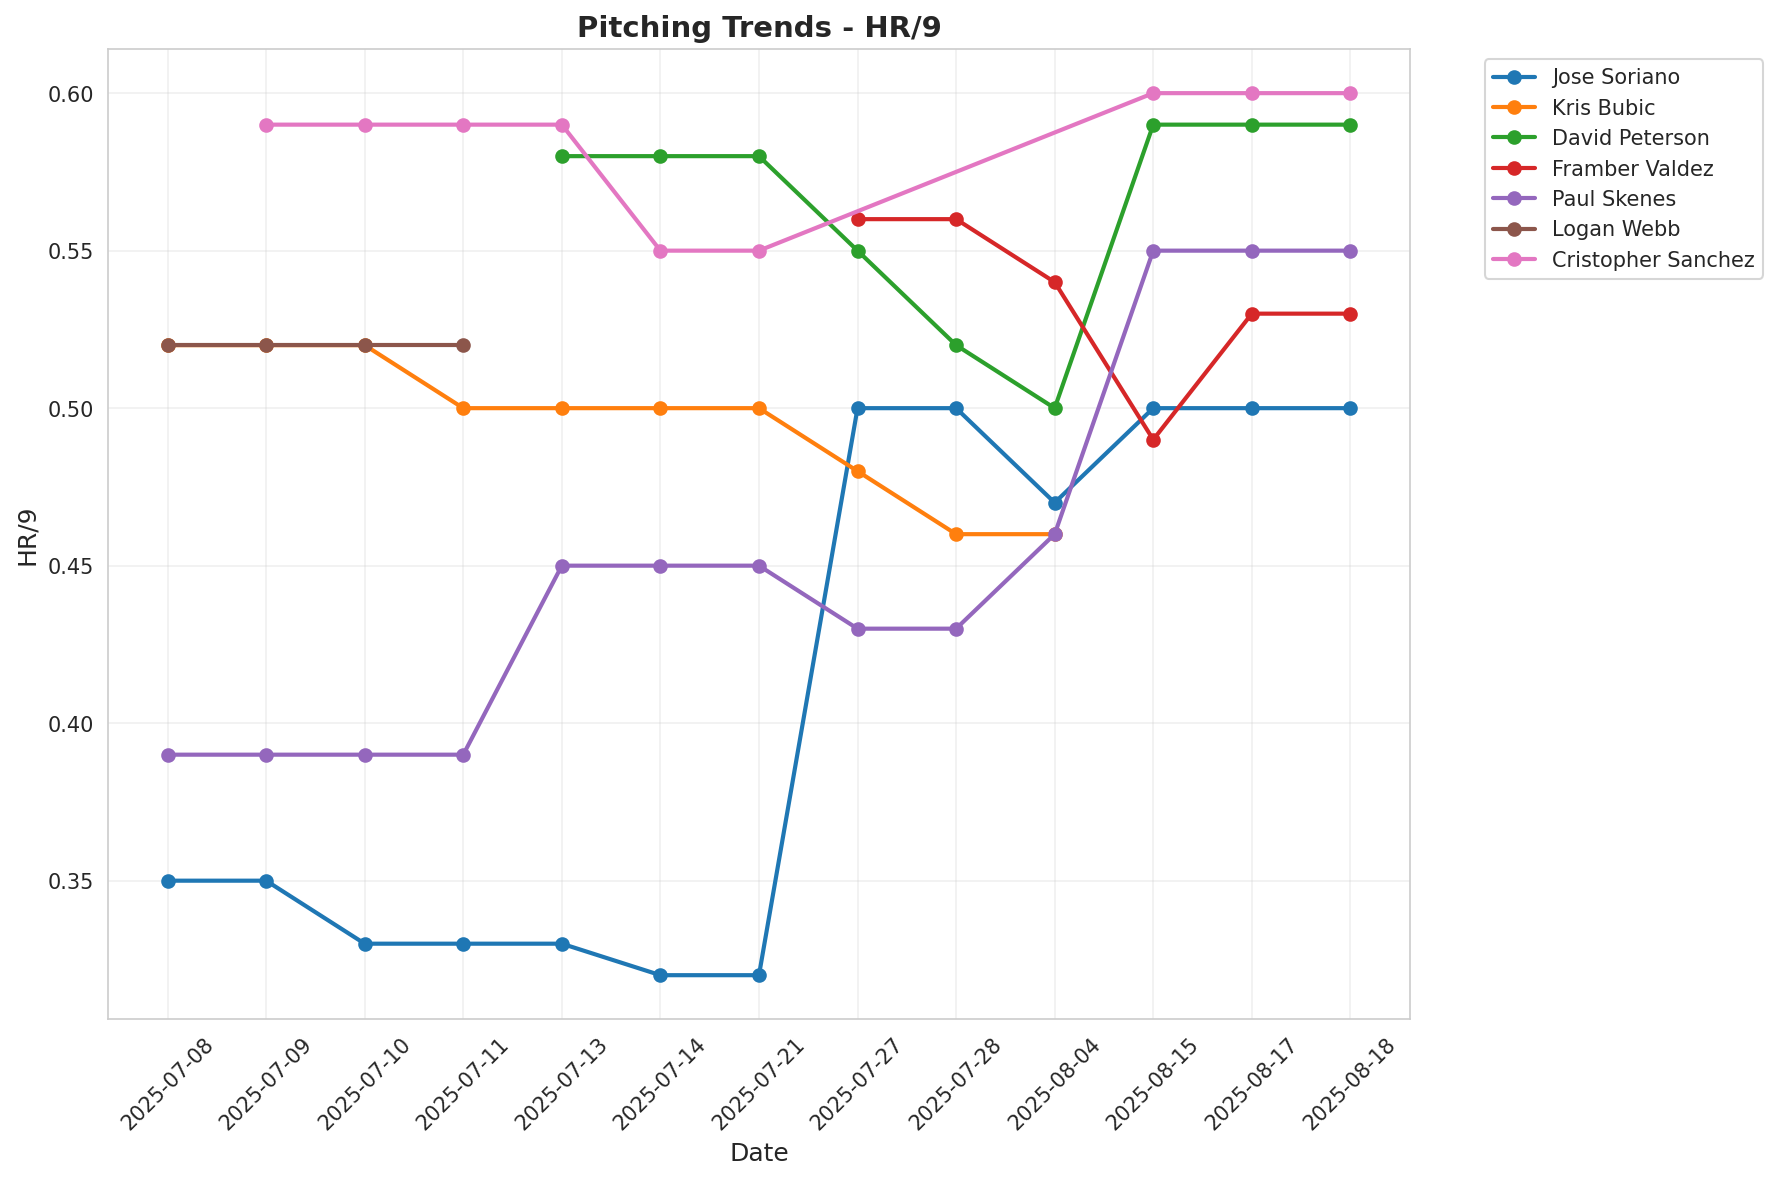 Pitching Trends - HR/9
Jose Soriano
Kris Bubic
David Peterson
Framber Valdez
Paul Skenes
Logan Webb
Cristopher Sanchez
0.60
0.55
0.50
0.45
0.40
0.35
HR/9
2025-07-08
2025-07-09
2025-07-10
2025-07-11
2025-07-13
2025-07-14
2025-07-21
2025-07-27
2025-07-28
2025-08-04
2025-08-15
2025-08-17
2025-08-18
Date